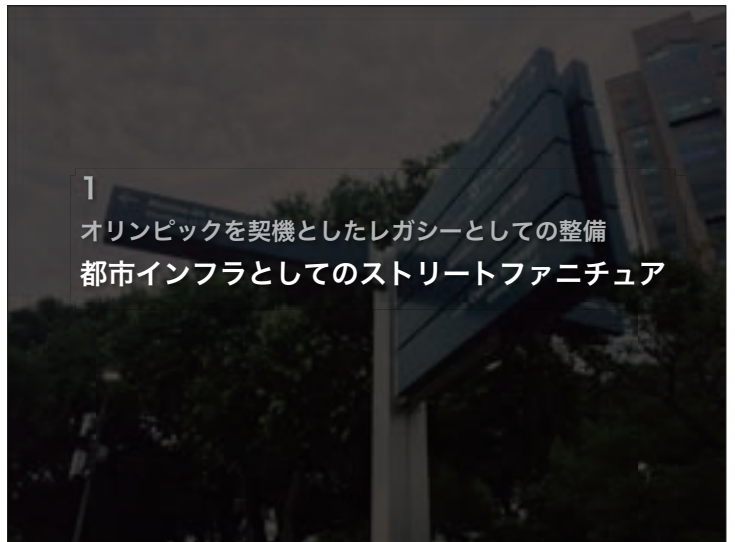 1
オリンピックを契機としたレガシーとしての整備
都市インフラとしてのストリートファニチュア